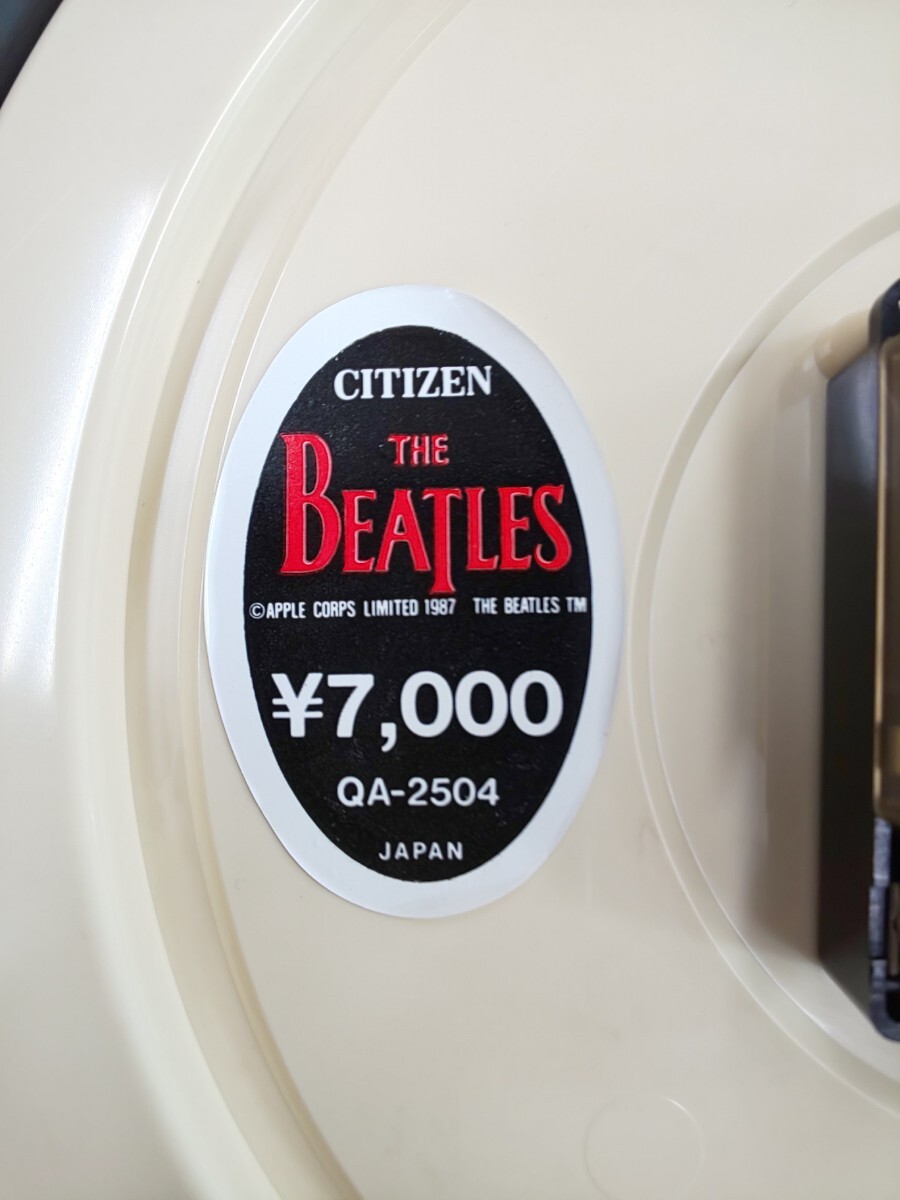 CITIZEN
THE
BEATLES
©APPLE CORPS LIMITED 1987 THE BEATLES TM
¥7,000
QA-2504
JAPAN